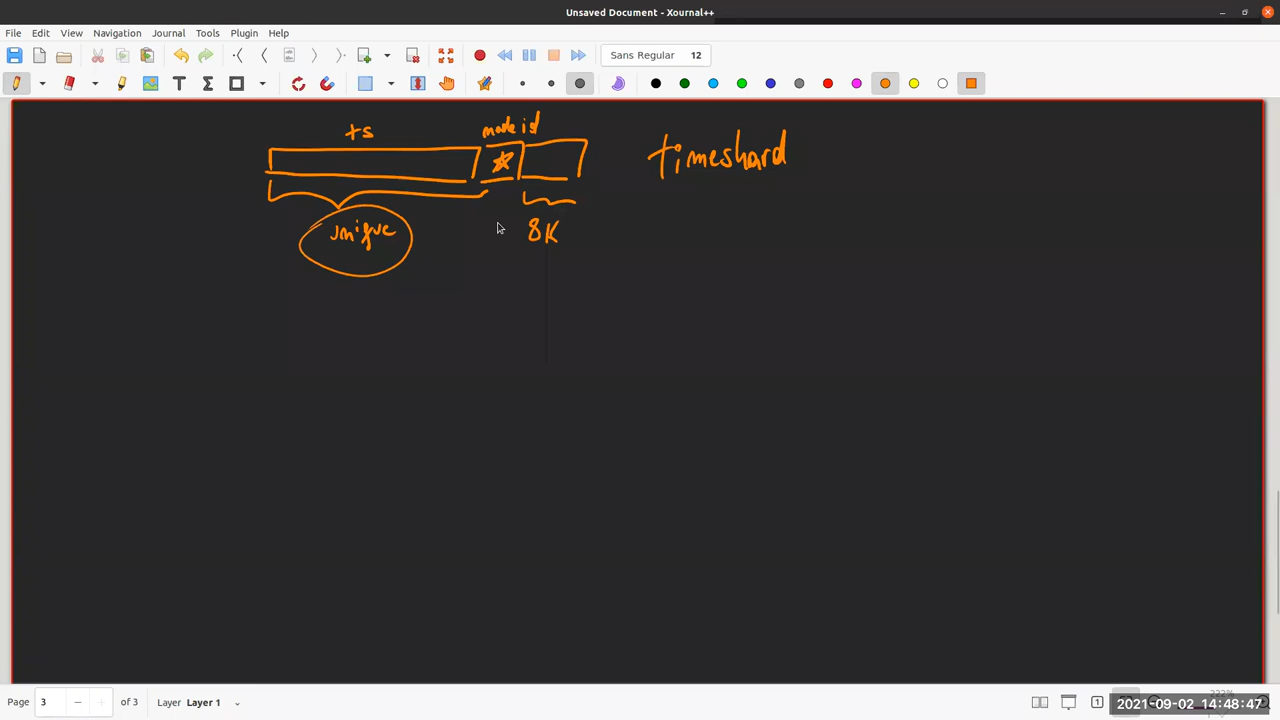 Unsaved Document - Xournal++
File Edit View Navigation Journal Tools Plugin Help
Sans Regular 12
ts
node id
timeshard
unique
8K
Page 3 of 3 Layer Layer 1
222%
2021-09-02 14:48:47